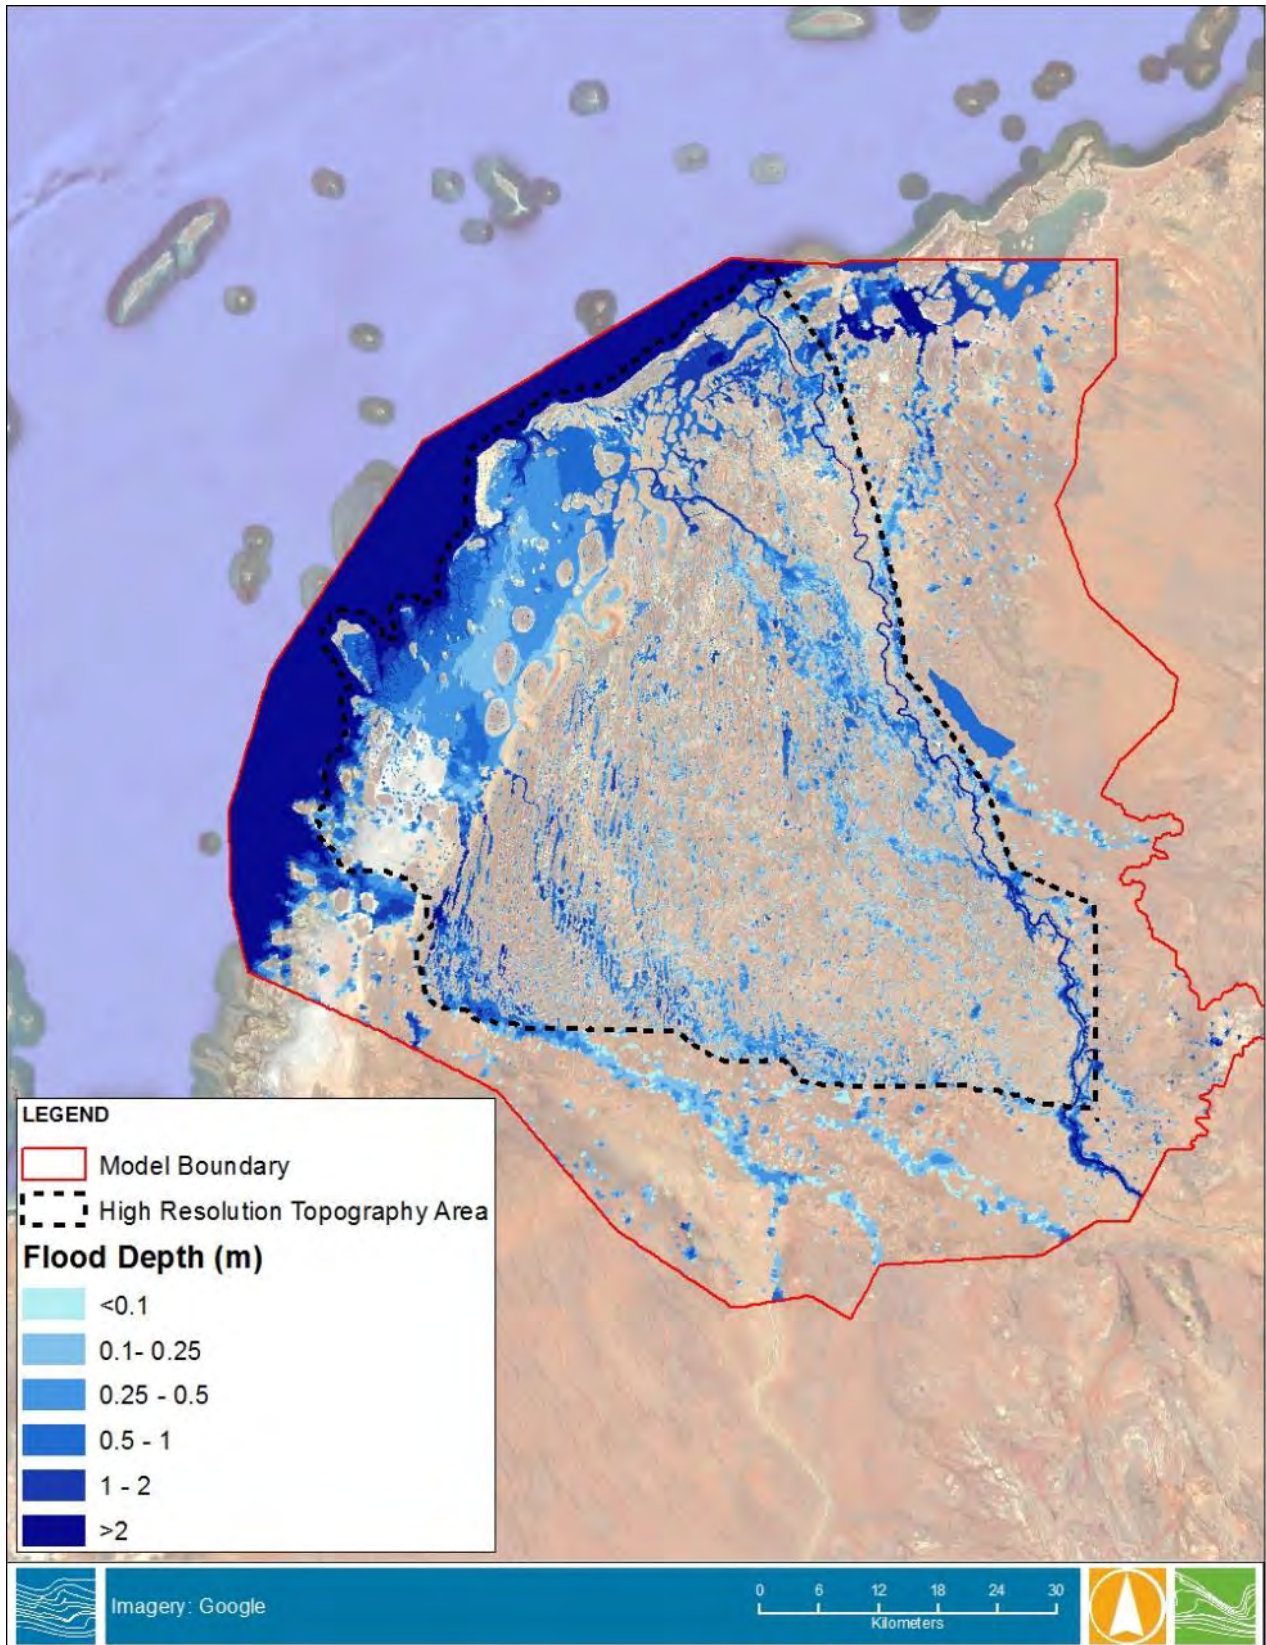 LEGEND
Model Boundary
High Resolution Topography Area
Flood Depth (m)
<0.1
0.1- 0.25
0.25 - 0.5
0.5 - 1
1 - 2
>2
Imagery: Google
0 6 12 18 24 30
Kilometers